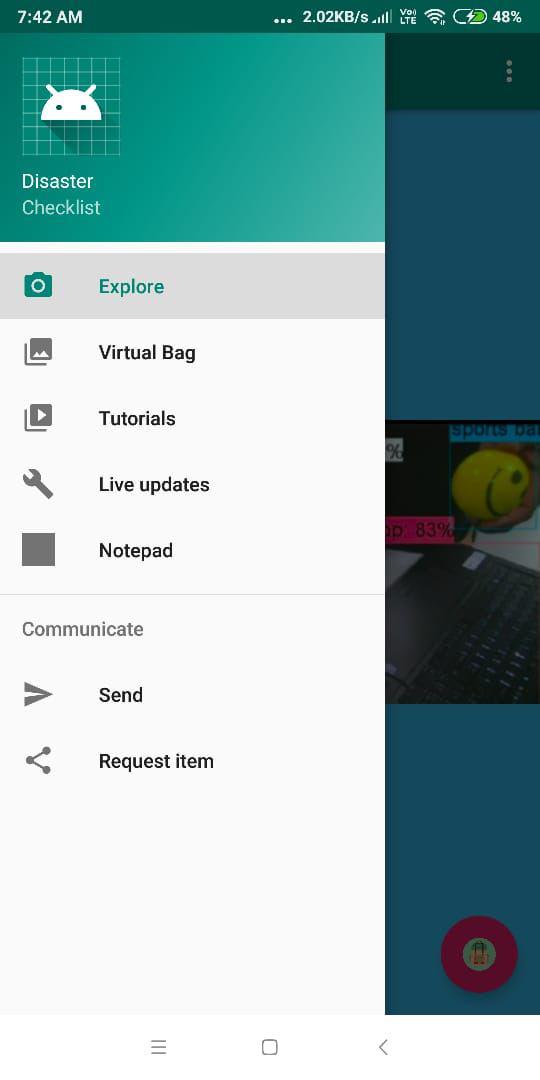 7:42 AM ... 2.02KB/s Vo) LTE 48%
Disaster
Checklist
Explore
Virtual Bag
Tutorials
Live updates
Notepad
Communicate
Send
Request item
sports bal
%
op: 83%